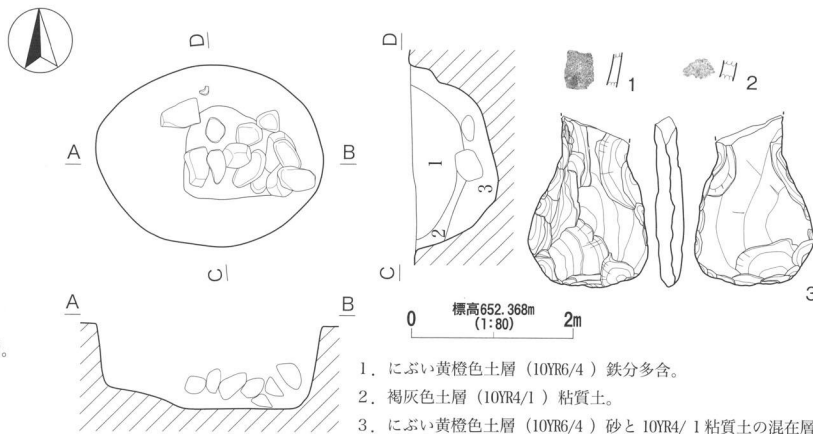 D
A
B
C
D
1
2
3
C
1
2
3
A
B
。
標高652.368m
0 (1:80) 2m
1．にぶい黄橙色土層（10YR6/4）鉄分多含。
2．褐灰色土層（10YR4/1）粘質土。
3．にぶい黄橙色土層（10YR6/4）砂と10YR4/1粘質土の混在層